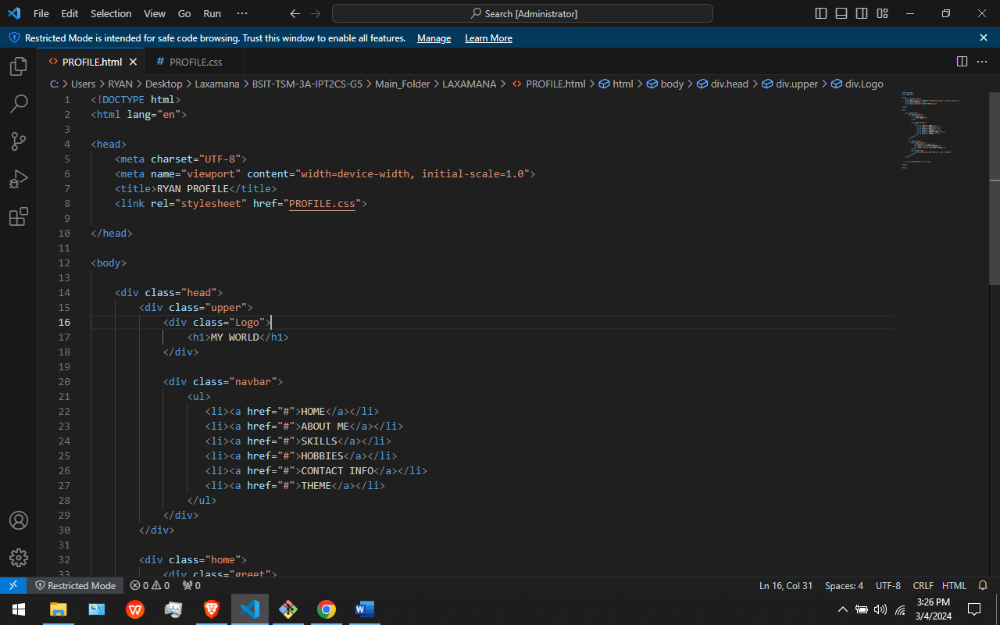 File Edit Selection View Go Run ··· Search [Administrator]
Restricted Mode is intended for safe code browsing. Trust this window to enable all features. Manage Learn More
PROFILE.html PROFILE.css
C: > Users > RYAN > Desktop > Laxamana > BSIT-TSM-3A-IPT2CS-G5 > Main_Folder > LAXAMANA > PROFILE.html > html > body > div.head > div.upper > div.Logo
1 <!DOCTYPE html>
2 <html lang="en">
3
4 <head>
5 <meta charset="UTF-8">
6 <meta name="viewport" content="width=device-width, initial-scale=1.0">
7 <title>RYAN PROFILE</title>
8 <link rel="stylesheet" href="PROFILE.css">
9
10 </head>
11
12 <body>
13
14 <div class="head">
15 <div class="upper">
16 <div class="Logo">
17 <h1>MY WORLD</h1>
18 </div>
19
20 <div class="navbar">
21 <ul>
22 <li><a href="#">HOME</a></li>
23 <li><a href="#">ABOUT ME</a></li>
24 <li><a href="#">SKILLS</a></li>
25 <li><a href="#">HOBBIES</a></li>
26 <li><a href="#">CONTACT INFO</a></li>
27 <li><a href="#">THEME</a></li>
28 </ul>
29 </div>
30 </div>
31
32 <div class="home">
33 <div class="greet">
Restricted Mode 0 0 0 Ln 16, Col 31 Spaces: 4 UTF-8 CRLF HTML
3:26 PM
3/4/2024